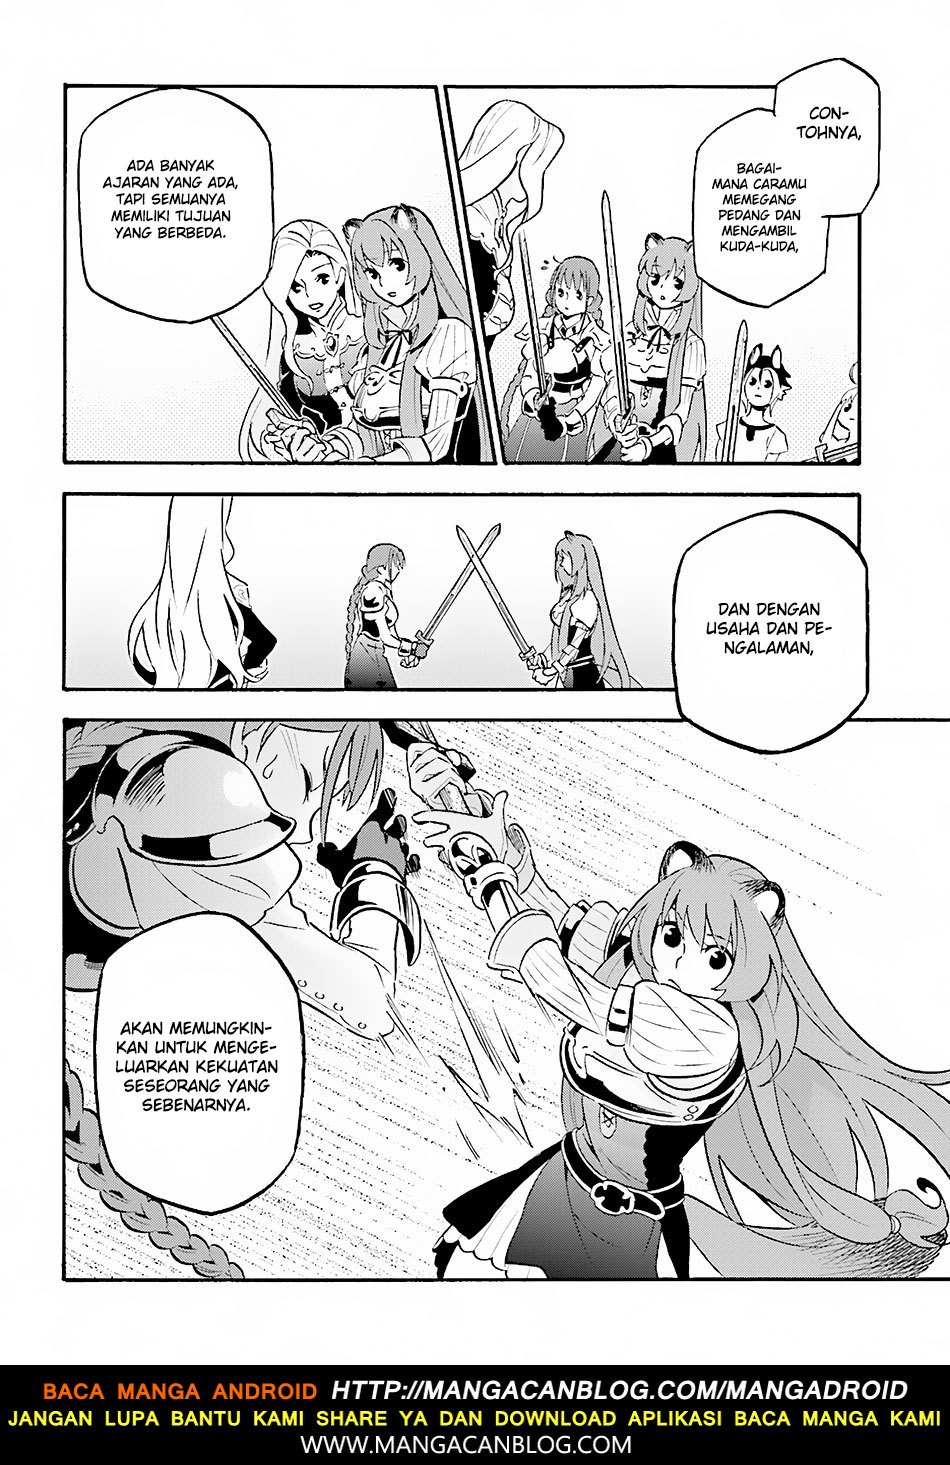 CON-
TOHNYA,
BAGAI-
MANA CARAMU
MEMEGANG
PEDANG DAN
MENGAMBIL
KUDA-KUDA,
ADA BANYAK
AJARAN YANG ADA,
TAPI SEMUANYA
MEMILIKI TUJUAN
YANG BERBEDA.
DAN DENGAN
USAHA DAN PE-
NGALAMAN,
AKAN MEMUNGKIN-
KAN UNTUK MENGE-
LUARKAN KEKUATAN
SESEORANG YANG
SEBENARNYA.
BACA MANGA ANDROID HTTP://MANGACANBLOG.COM/MANGADROID
JANGAN LUPA BANTU KAMI SHARE YA DAN DOWNLOAD APLIKASI BACA MANGA KAMI
WWW.MANGACANBLOG.COM